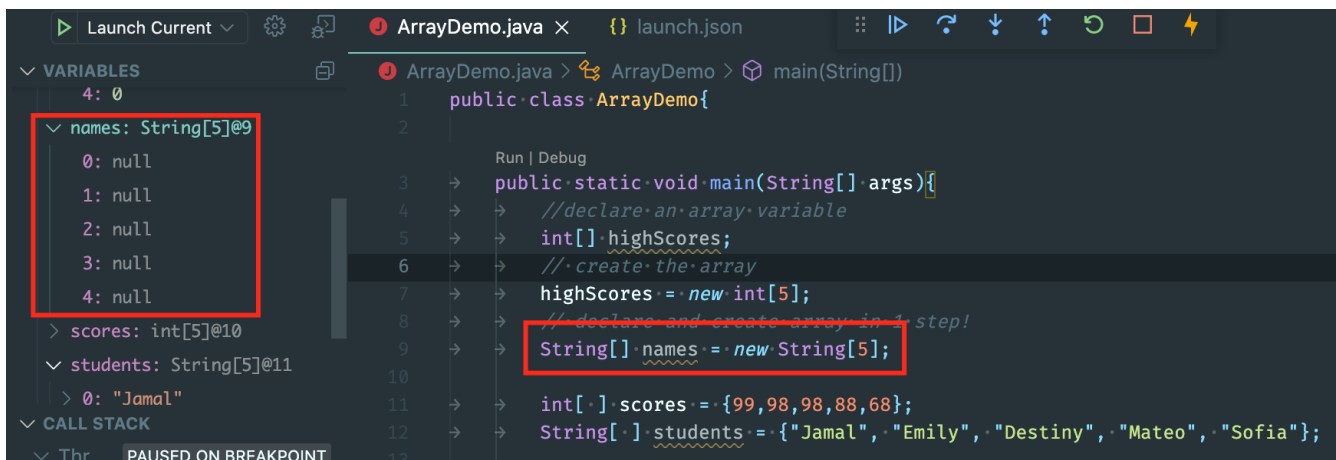 Launch Current
ArrayDemo.java
{} launch.json
VARIABLES
4: 0
names: String[5]@9
0: null
1: null
2: null
3: null
4: null
scores: int[5]@10
students: String[5]@11
0: "Jamal"
CALL STACK
Thr PAUSED ON BREAKPOINT
ArrayDemo.java > ArrayDemo > main(String[])
1 public class ArrayDemo{
2
Run | Debug
3 public static void main(String[] args){
4 //declare an array variable
5 int[] highScores;
6 // create the array
7 highScores = new int[5];
8 // declare and create array in 1 step!
9 String[] names = new String[5];
10
11 int[ ] scores = {99,98,98,88,68};
12 String[ ] students = {"Jamal", "Emily", "Destiny", "Mateo", "Sofia"};